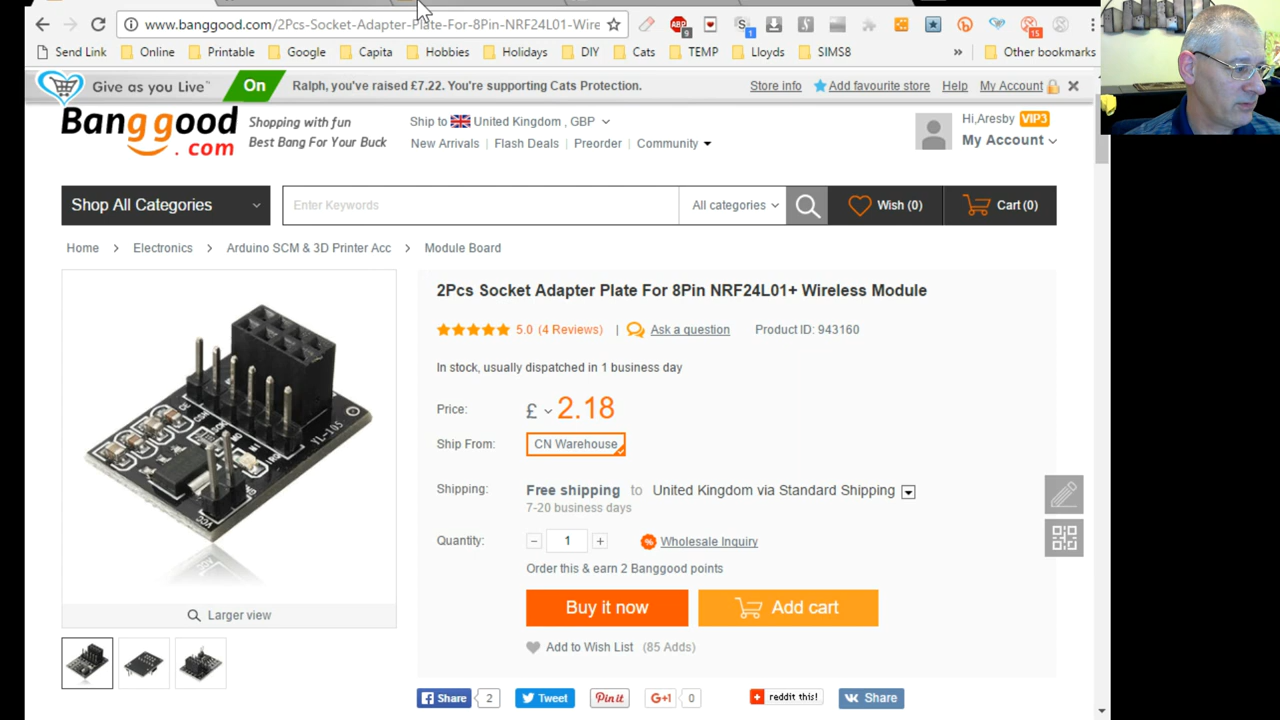 www.banggood.com/2Pcs-Socket-Adapter-Plate-For-8Pin-NRF24L01-Wire
ABP 9 1 15
Send Link Online Printable Google Capita Hobbies Holidays DIY Cats TEMP Lloyds SIMS8 » Other bookmarks
Give as you Live™ On Ralph, you've raised £7.22. You're supporting Cats Protection. Store info Add favourite store Help My Account
Banggood.com
Shopping with fun
Best Bang For Your Buck
Ship to United Kingdom , GBP
New Arrivals | Flash Deals | Preorder | Community
Hi,Aresby VIP3
My Account
Shop All Categories Enter Keywords All categories Wish (0) Cart (0)
Home > Electronics > Arduino SCM & 3D Printer Acc > Module Board
2Pcs Socket Adapter Plate For 8Pin NRF24L01+ Wireless Module
5.0 (4 Reviews) | Ask a question Product ID: 943160
In stock, usually dispatched in 1 business day
Price: £ 2.18
Ship From: CN Warehouse
Shipping: Free shipping to United Kingdom via Standard Shipping
7-20 business days
Quantity: - 1 + Wholesale Inquiry
Order this & earn 2 Banggood points
Buy it now Add cart
Add to Wish List (85 Adds)
YL-105
CE
VCC
Larger view
Share 2 Tweet Pin it G+1 0 reddit this! Share